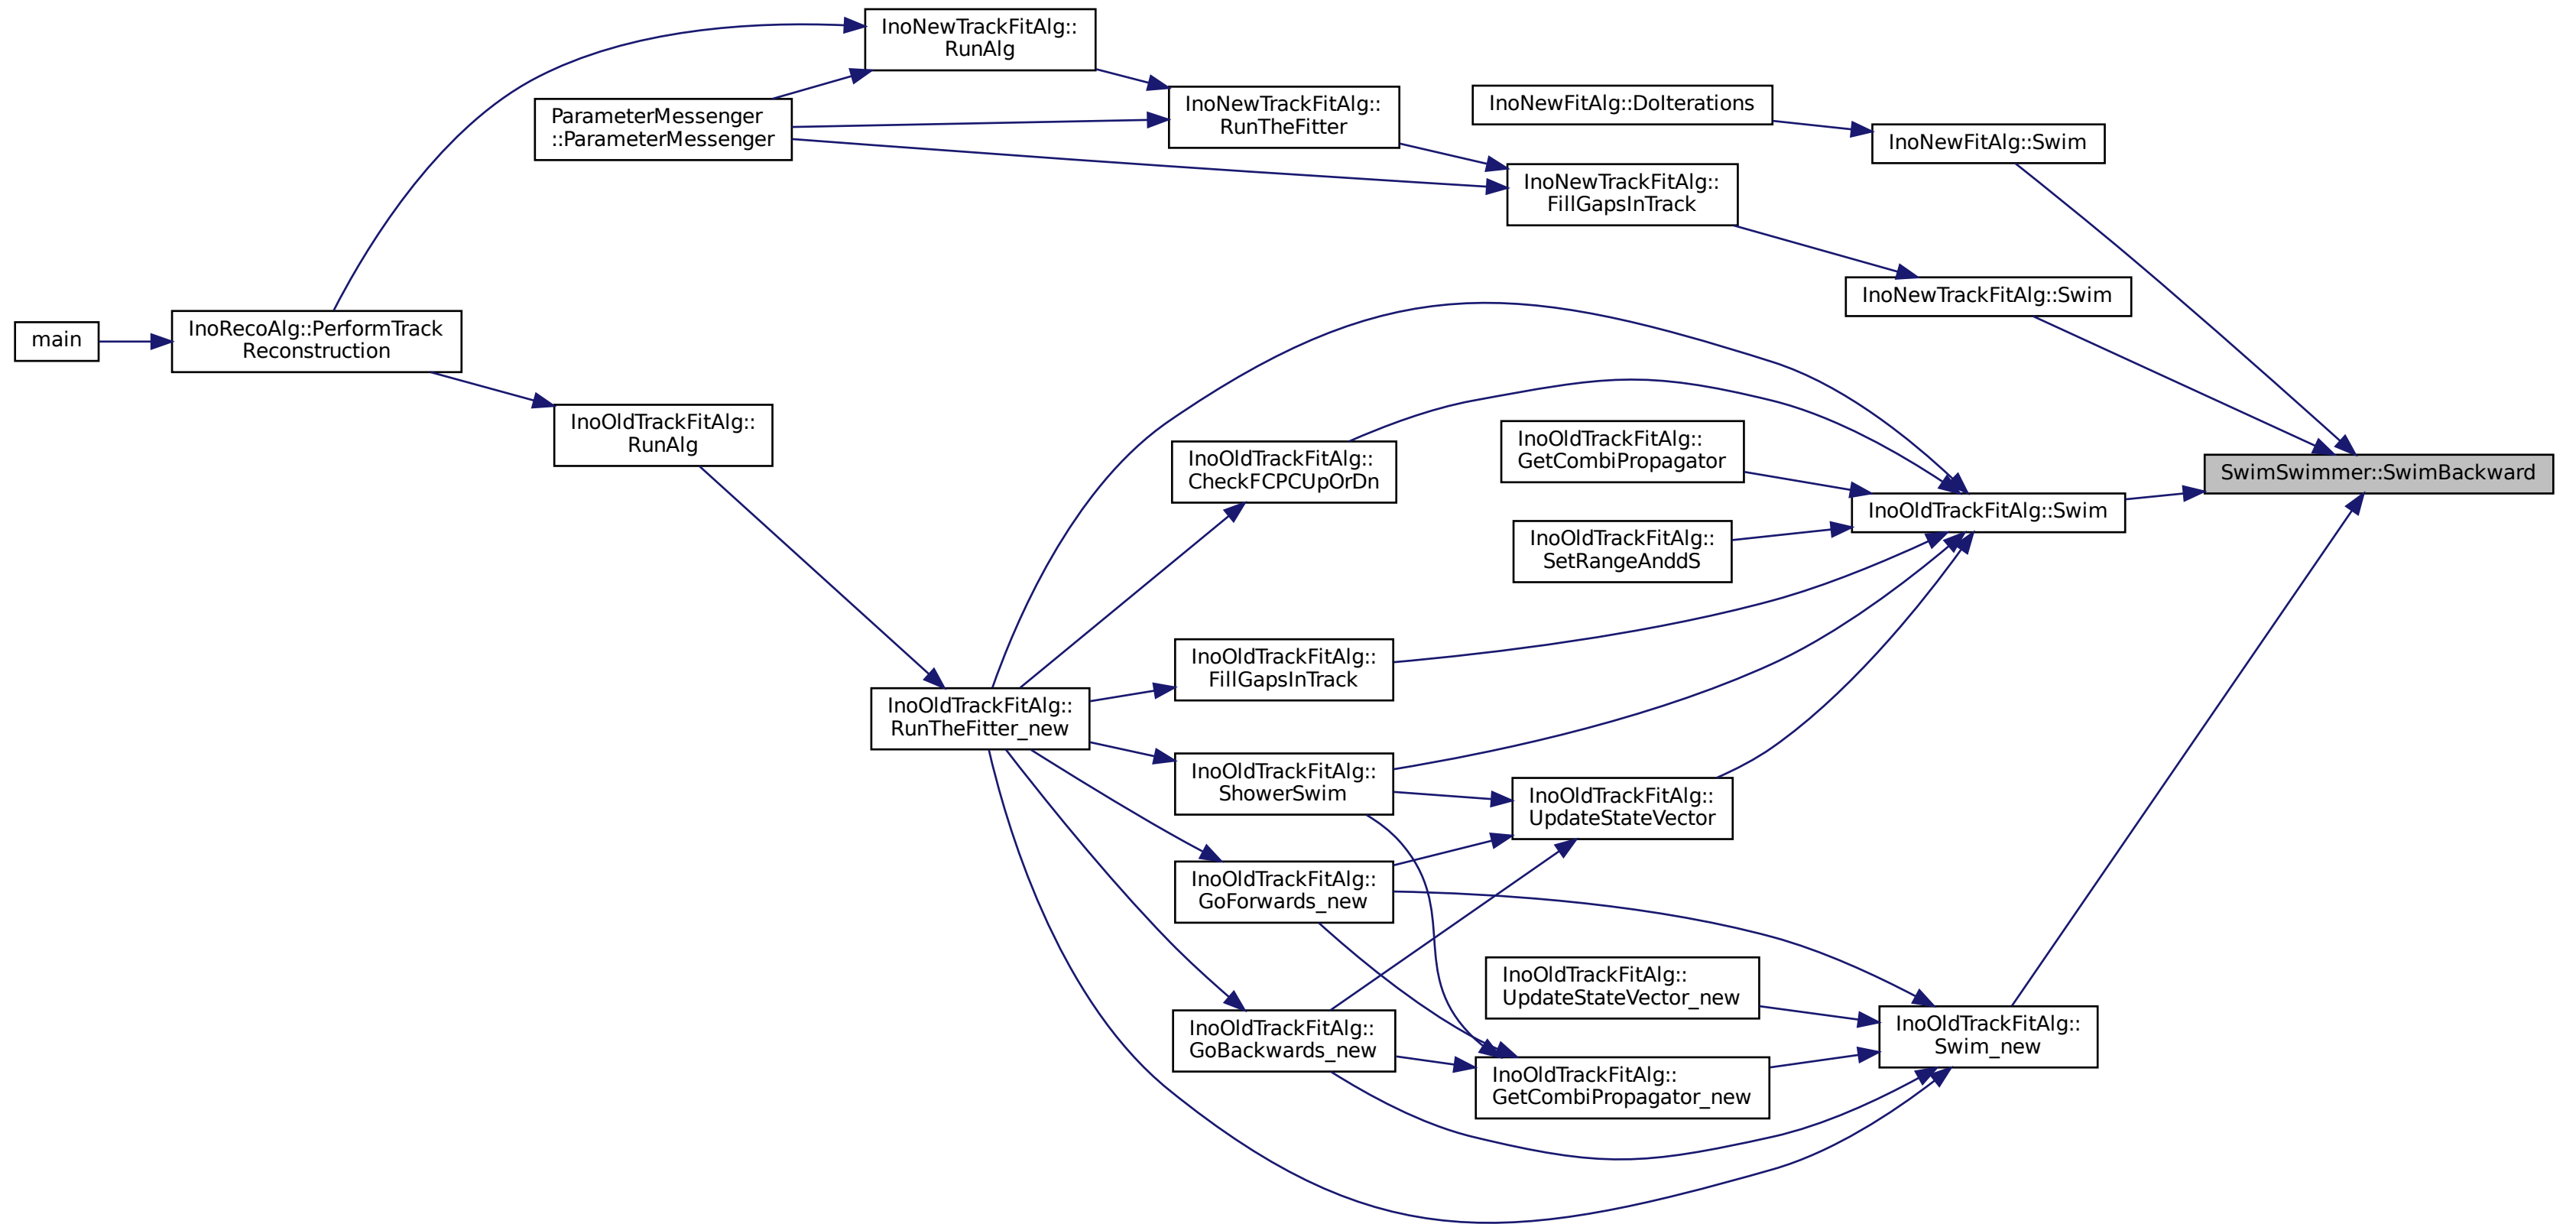 InoNewTrackFitAlg::
RunAlg
ParameterMessenger
::ParameterMessenger
InoNewTrackFitAlg::
RunTheFitter
InoNewFitAlg::DoIterations
InoNewFitAlg::Swim
InoNewTrackFitAlg::
FillGapsInTrack
InoNewTrackFitAlg::Swim
main
InoRecoAlg::PerformTrack
Reconstruction
InoOldTrackFitAlg::
RunAlg
InoOldTrackFitAlg::
CheckFCPCUpOrDn
InoOldTrackFitAlg::
GetCombiPropagator
SwimSwimmer::SwimBackward
InoOldTrackFitAlg::Swim
InoOldTrackFitAlg::
SetRangeAnddS
InoOldTrackFitAlg::
FillGapsInTrack
InoOldTrackFitAlg::
RunTheFitter_new
InoOldTrackFitAlg::
ShowerSwim
InoOldTrackFitAlg::
UpdateStateVector
InoOldTrackFitAlg::
GoForwards_new
InoOldTrackFitAlg::
UpdateStateVector_new
InoOldTrackFitAlg::
GoBackwards_new
InoOldTrackFitAlg::
Swim_new
InoOldTrackFitAlg::
GetCombiPropagator_new